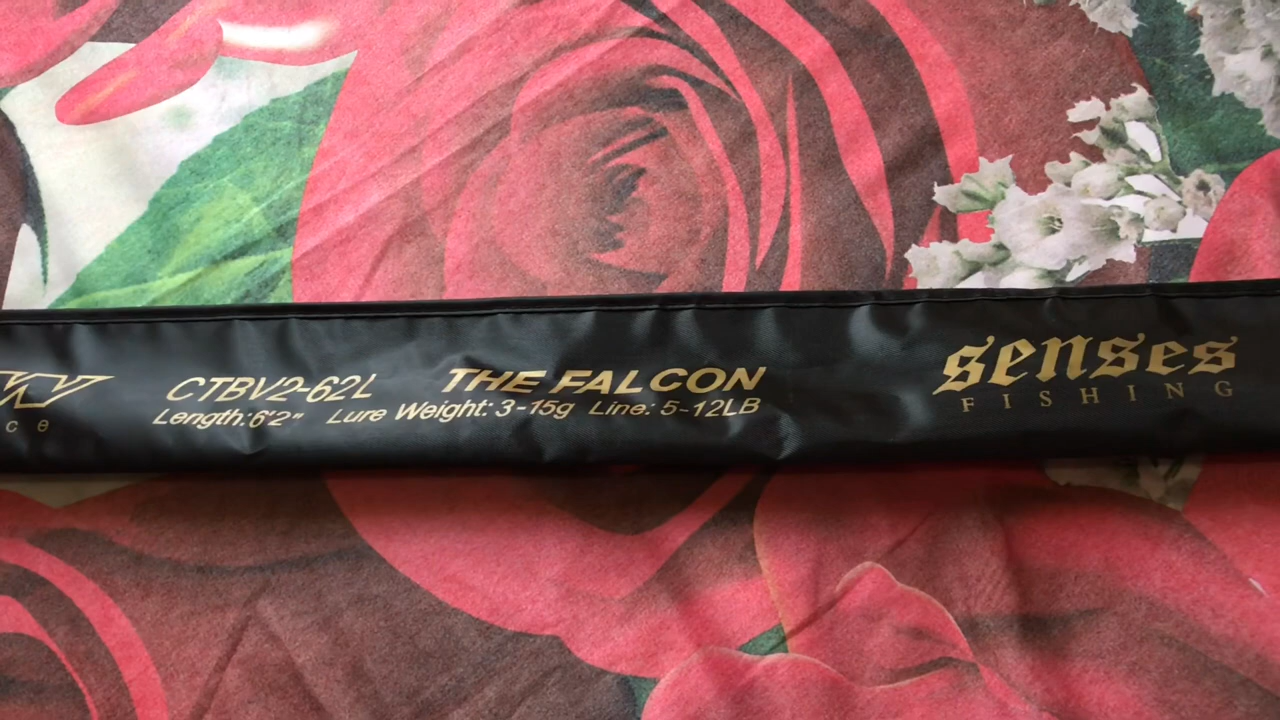 CTBV2-62L THE FALCON
Length:6'2" Lure Weight: 3-15g Line: 5-12LB
senses
FISHING